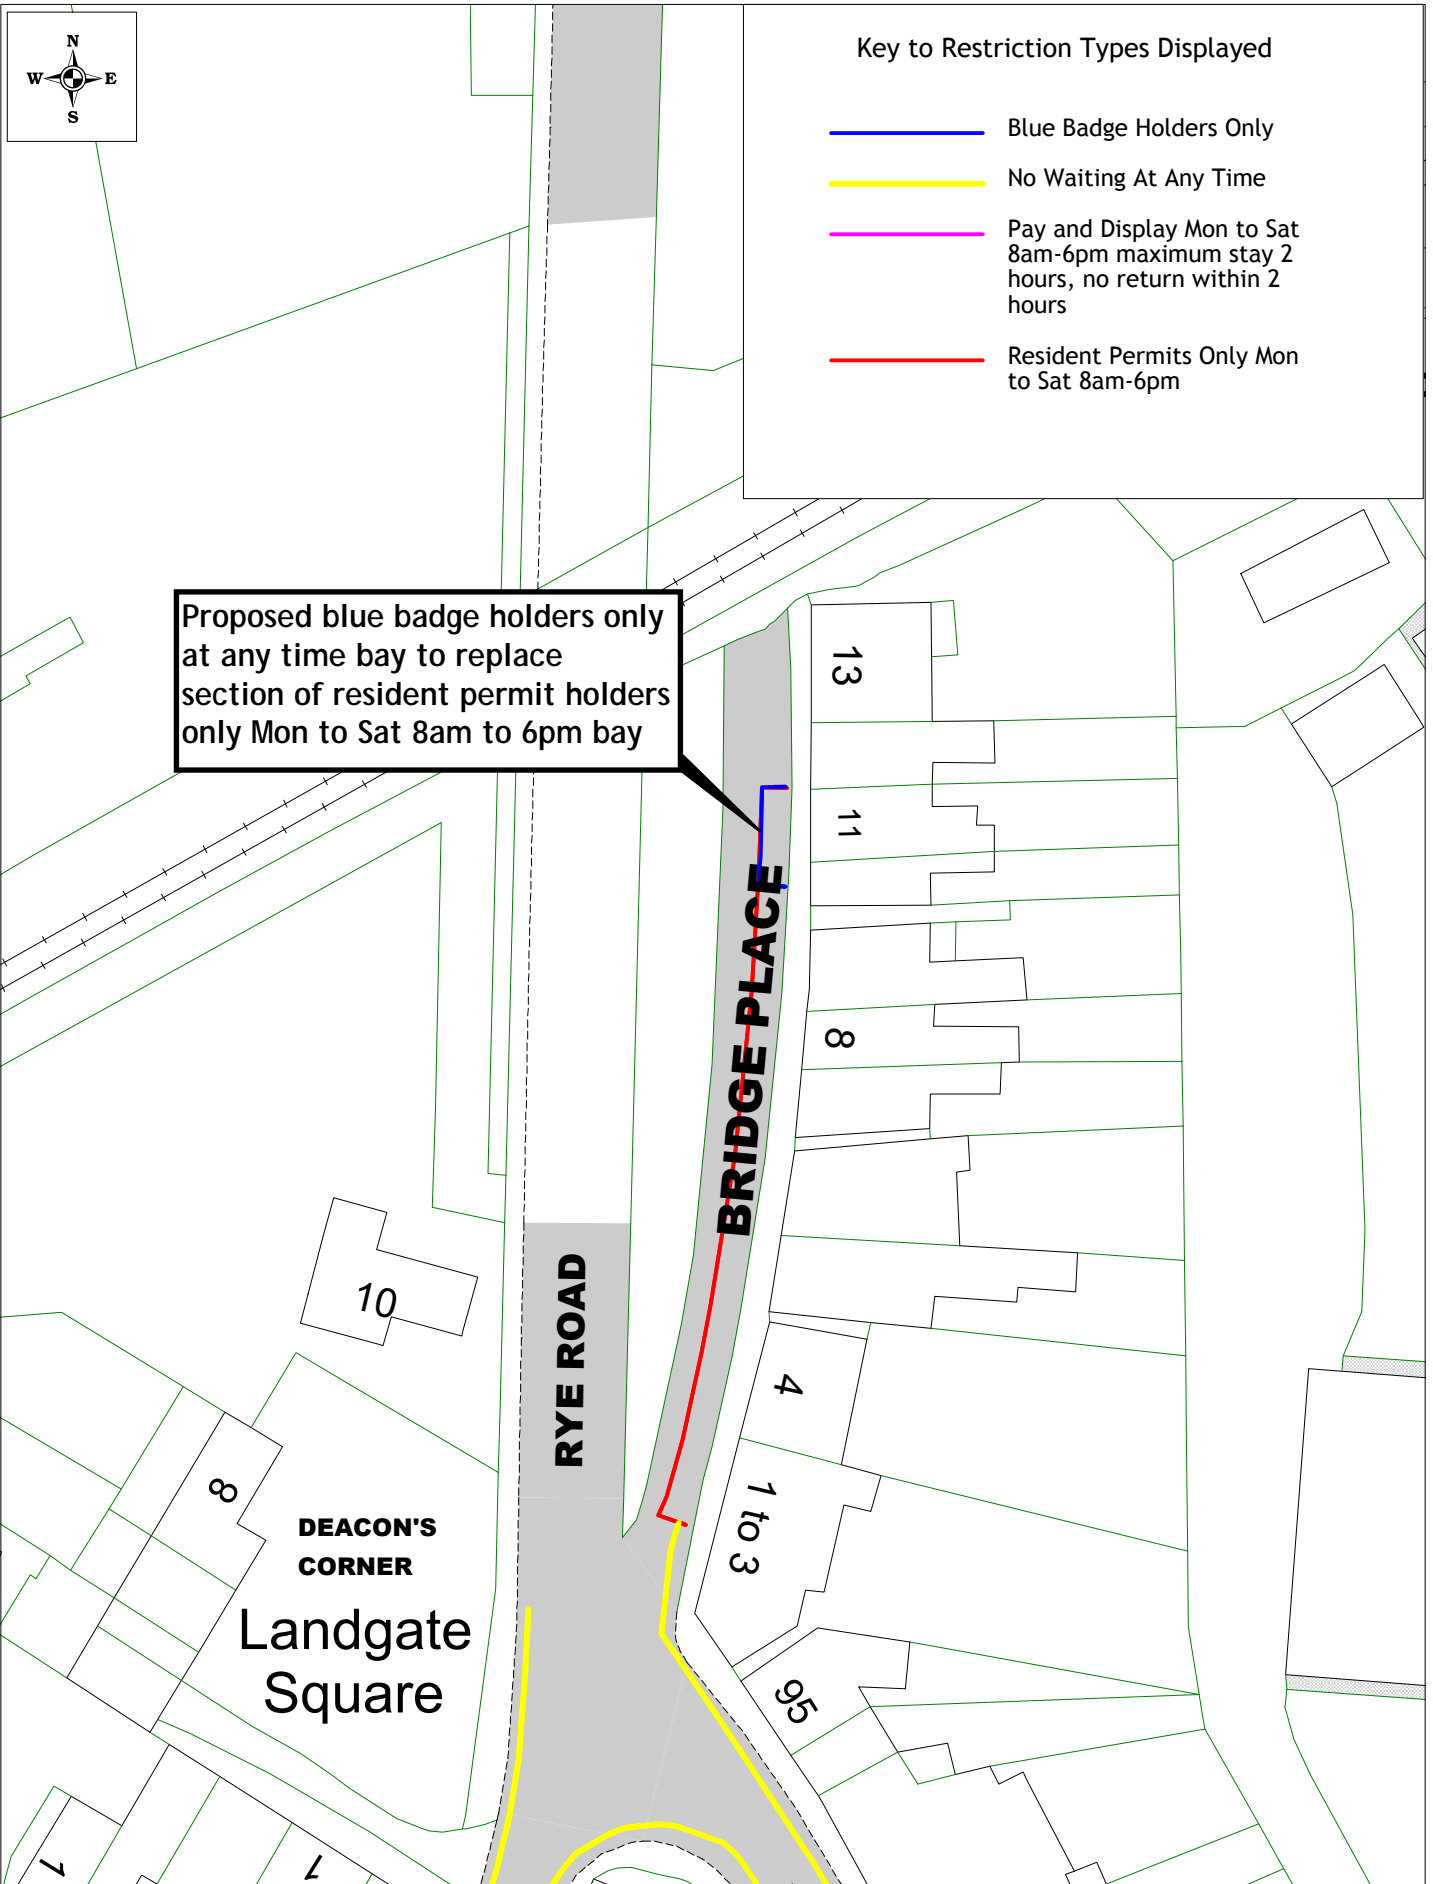 N
W E
S
Key to Restriction Types Displayed
Blue Badge Holders Only
No Waiting At Any Time
Pay and Display Mon to Sat
8am-6pm maximum stay 2
hours, no return within 2
hours
Resident Permits Only Mon
to Sat 8am-6pm
Proposed blue badge holders only
at any time bay to replace
section of resident permit holders
only Mon to Sat 8am to 6pm bay
13
11
BRIDGE PLACE
8
10
RYE ROAD
4
8
1 to 3
DEACON'S
CORNER
Landgate
Square
95
1
1